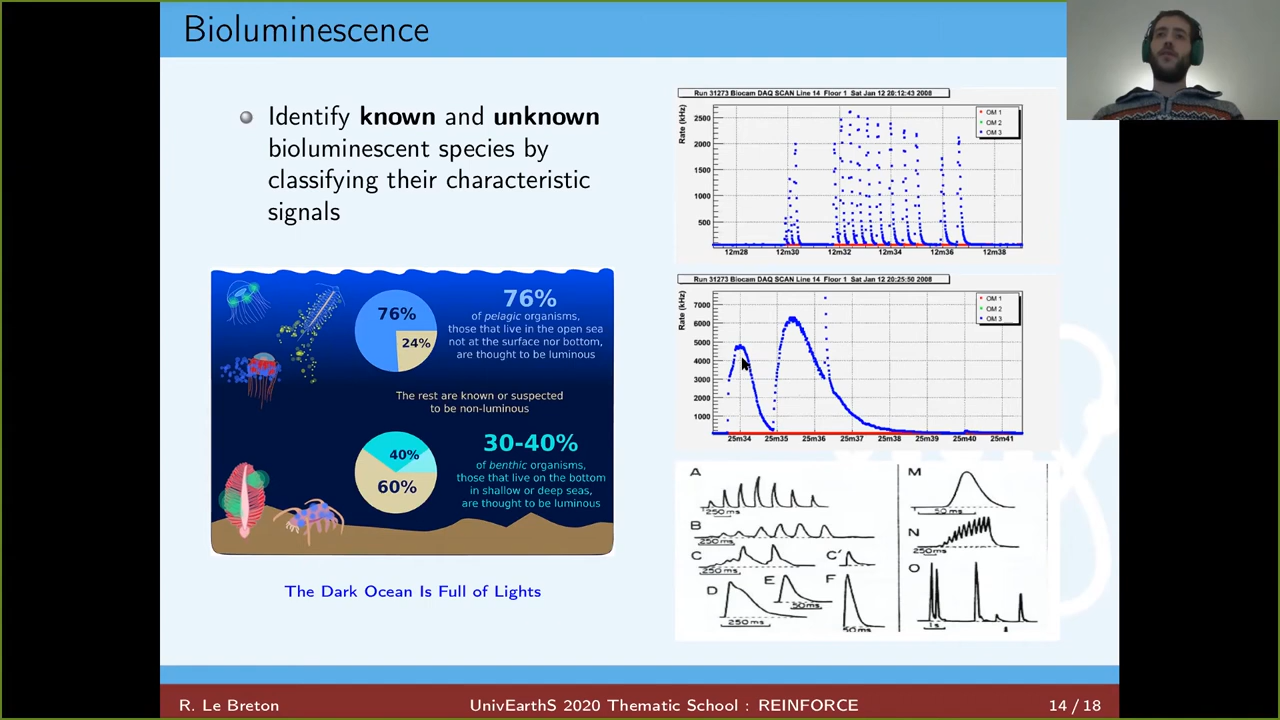 Bioluminescence
Identify known and unknown
bioluminescent species by
classifying their characteristic
signals
76%
24%
76%
of pelagic organisms,
those that live in the open sea
not at the surface nor bottom,
are thought to be luminous
The rest are known or suspected
to be non-luminous
40%
60%
30-40%
of benthic organisms,
those that live on the bottom
in shallow or deep seas,
are thought to be luminous
The Dark Ocean Is Full of Lights
Run 31273 Biocam DAQ SCAN Line 14 Floor 1 Sat Jan 12 20:12:43 2008
Rate (kHz)
2500
2000
1500
1000
500
OM 1
OM 2
OM 3
12m28 12m30 12m32 12m34 12m36 12m38
Run 31273 Biocam DAQ SCAN Line 14 Floor 1 Sat Jan 12 20:25:50 2008
Rate (kHz)
7000
6000
5000
4000
3000
2000
1000
OM 1
OM 2
OM 3
25m34 25m35 25m36 25m37 25m38 25m39 25m40 25m41
A
250 ms
B
250 ms
C
250 ms
C'
D
250 ms
E
50 ms
F
50 ms
M
50 ms
N
250 ms
O
1s
R. Le Breton
UnivEarthS 2020 Thematic School : REINFORCE
14 / 18